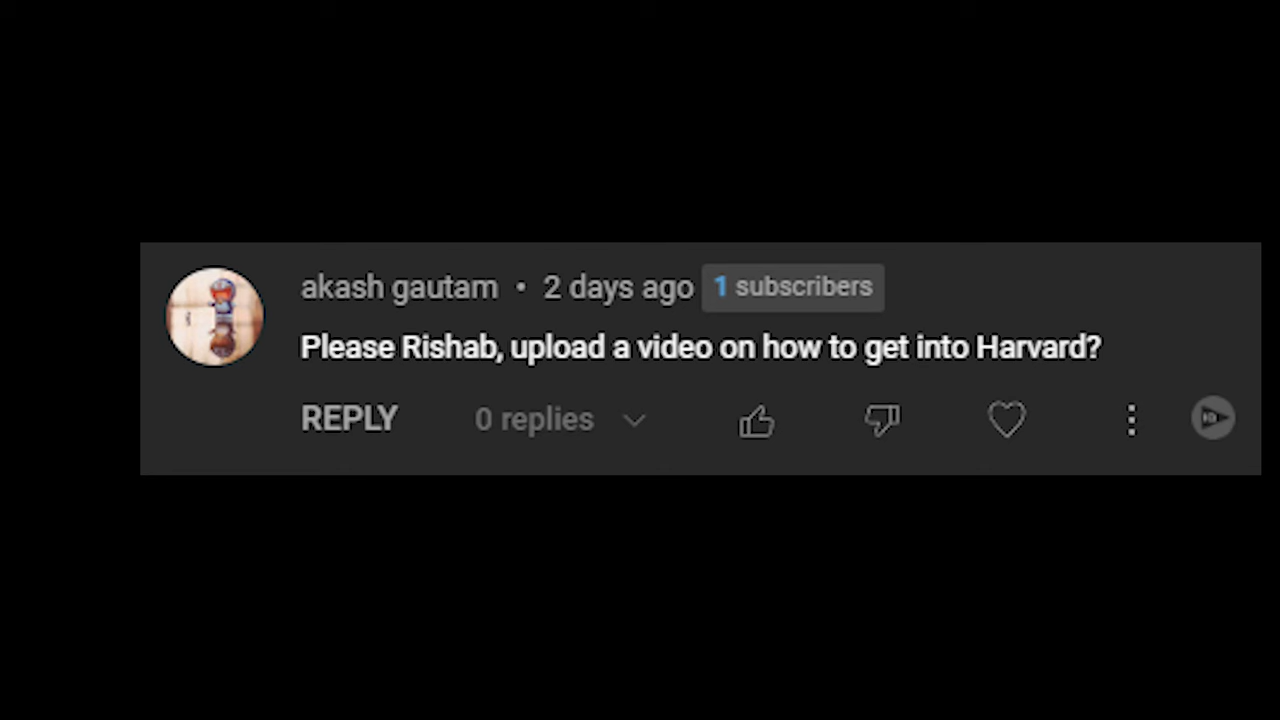 akash gautam • 2 days ago 1 subscribers
Please Rishab, upload a video on how to get into Harvard?
REPLY 0 replies